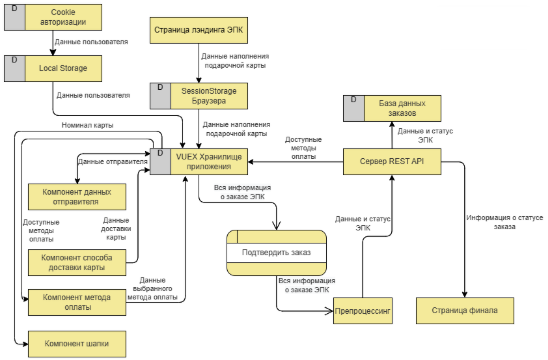 D
Cookie
авторизации
Страница лэндинга ЭПК
Данные пользователя
Данные наполнения
подарочной карты
D
Local Storage
D
SessionStorage
Браузера
Данные пользователя
D
База данных
заказов
Номинал карты
Данные наполнения
подарочной карты
Данные и статус
ЭПК
Доступные
методы
оплаты
D
VUEX Хранилище
приложения
Данные отправителя
Сервер REST API
Компонент данных
отправителя
Вся информация
о заказе ЭПК
Доступные
методы
оплаты
Данные
доставки
карты
Данные и статус
ЭПК
Информация о статусе
заказа
Компонент способа
доставки карты
Подтвердить заказ
Данные
выбранного
метода оплаты
Вся информация
о заказе ЭПК
Компонент метода
оплаты
Препроцессинг
Страница финала
Компонент шапки